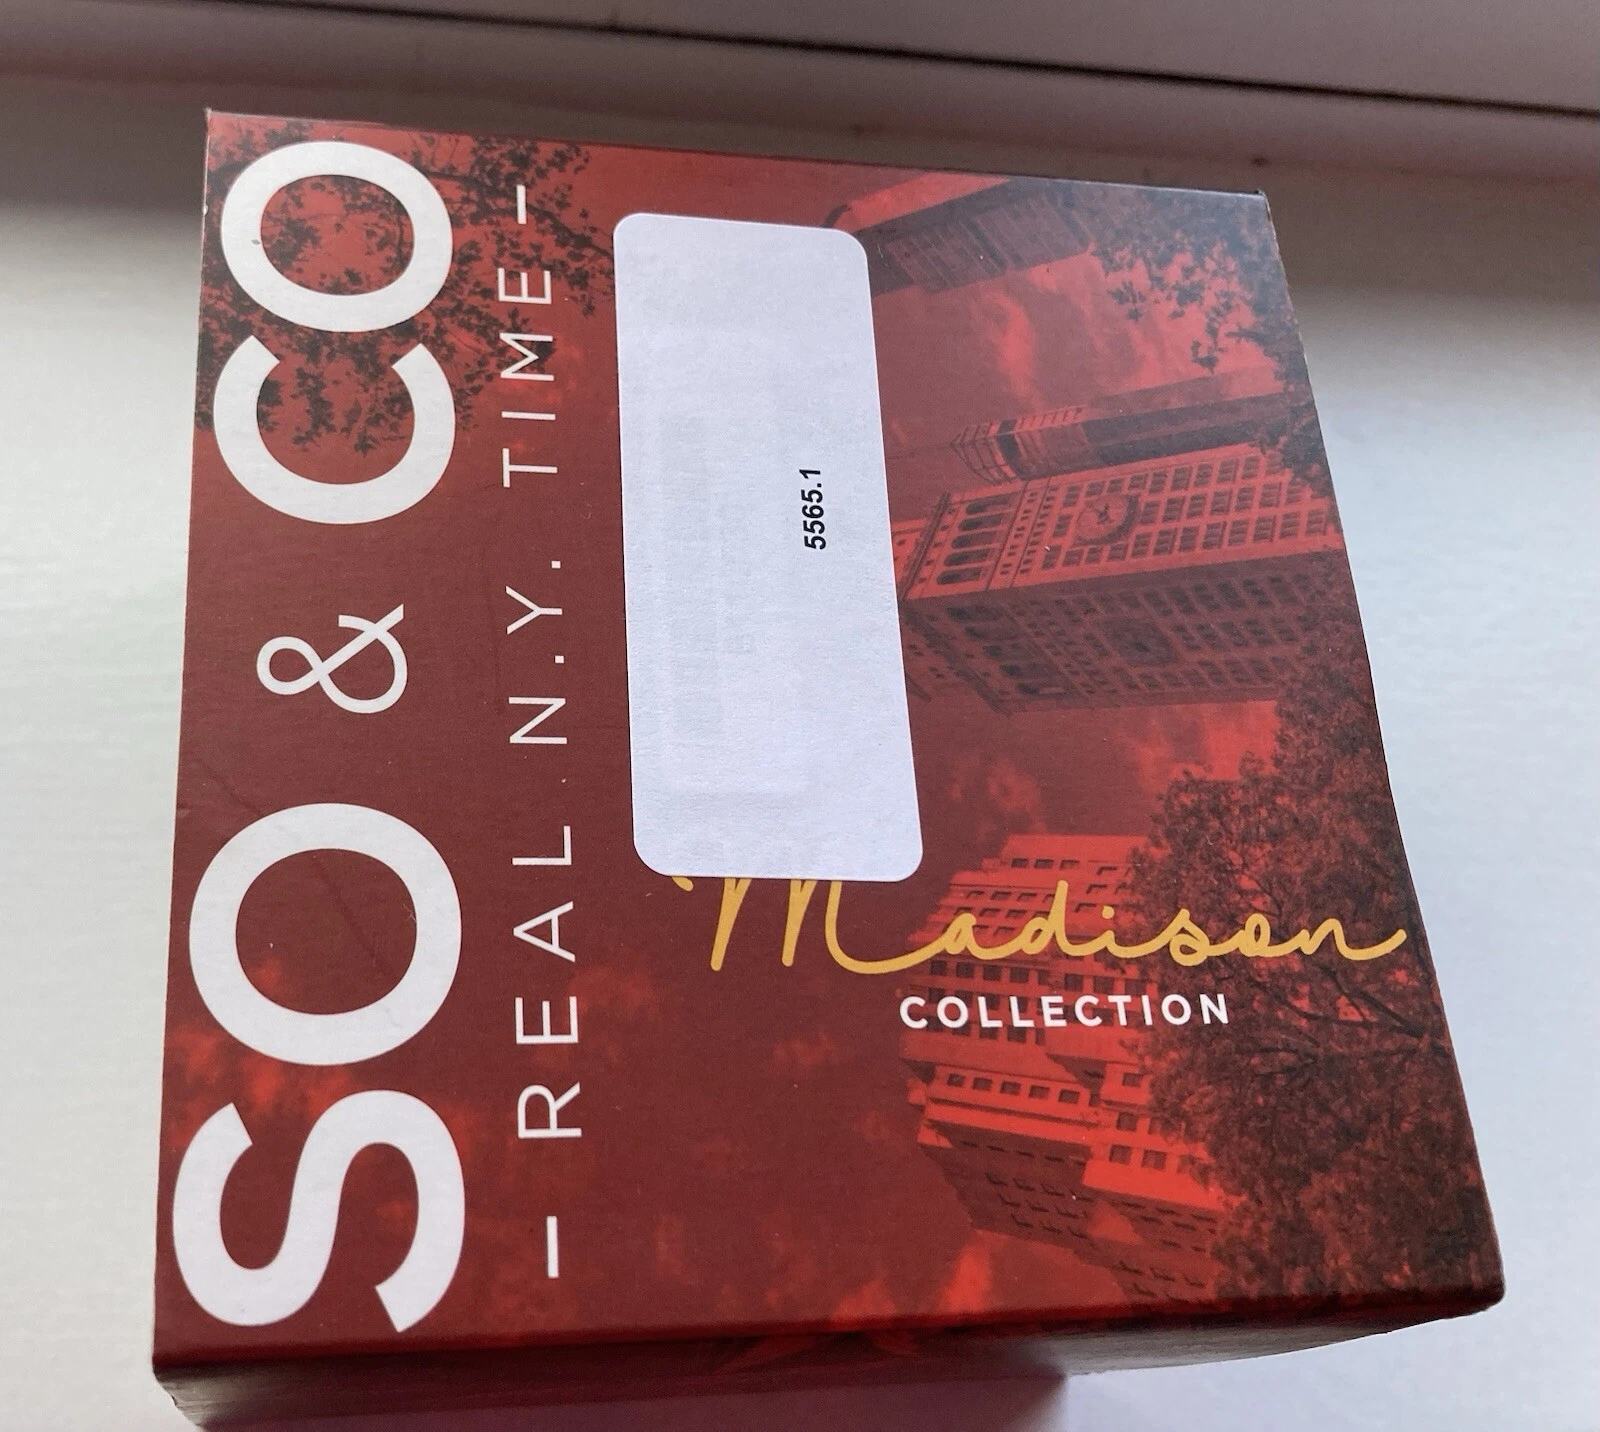 SO & CO
- REAL N.Y. TIME -
5565.1
Madison
COLLECTION